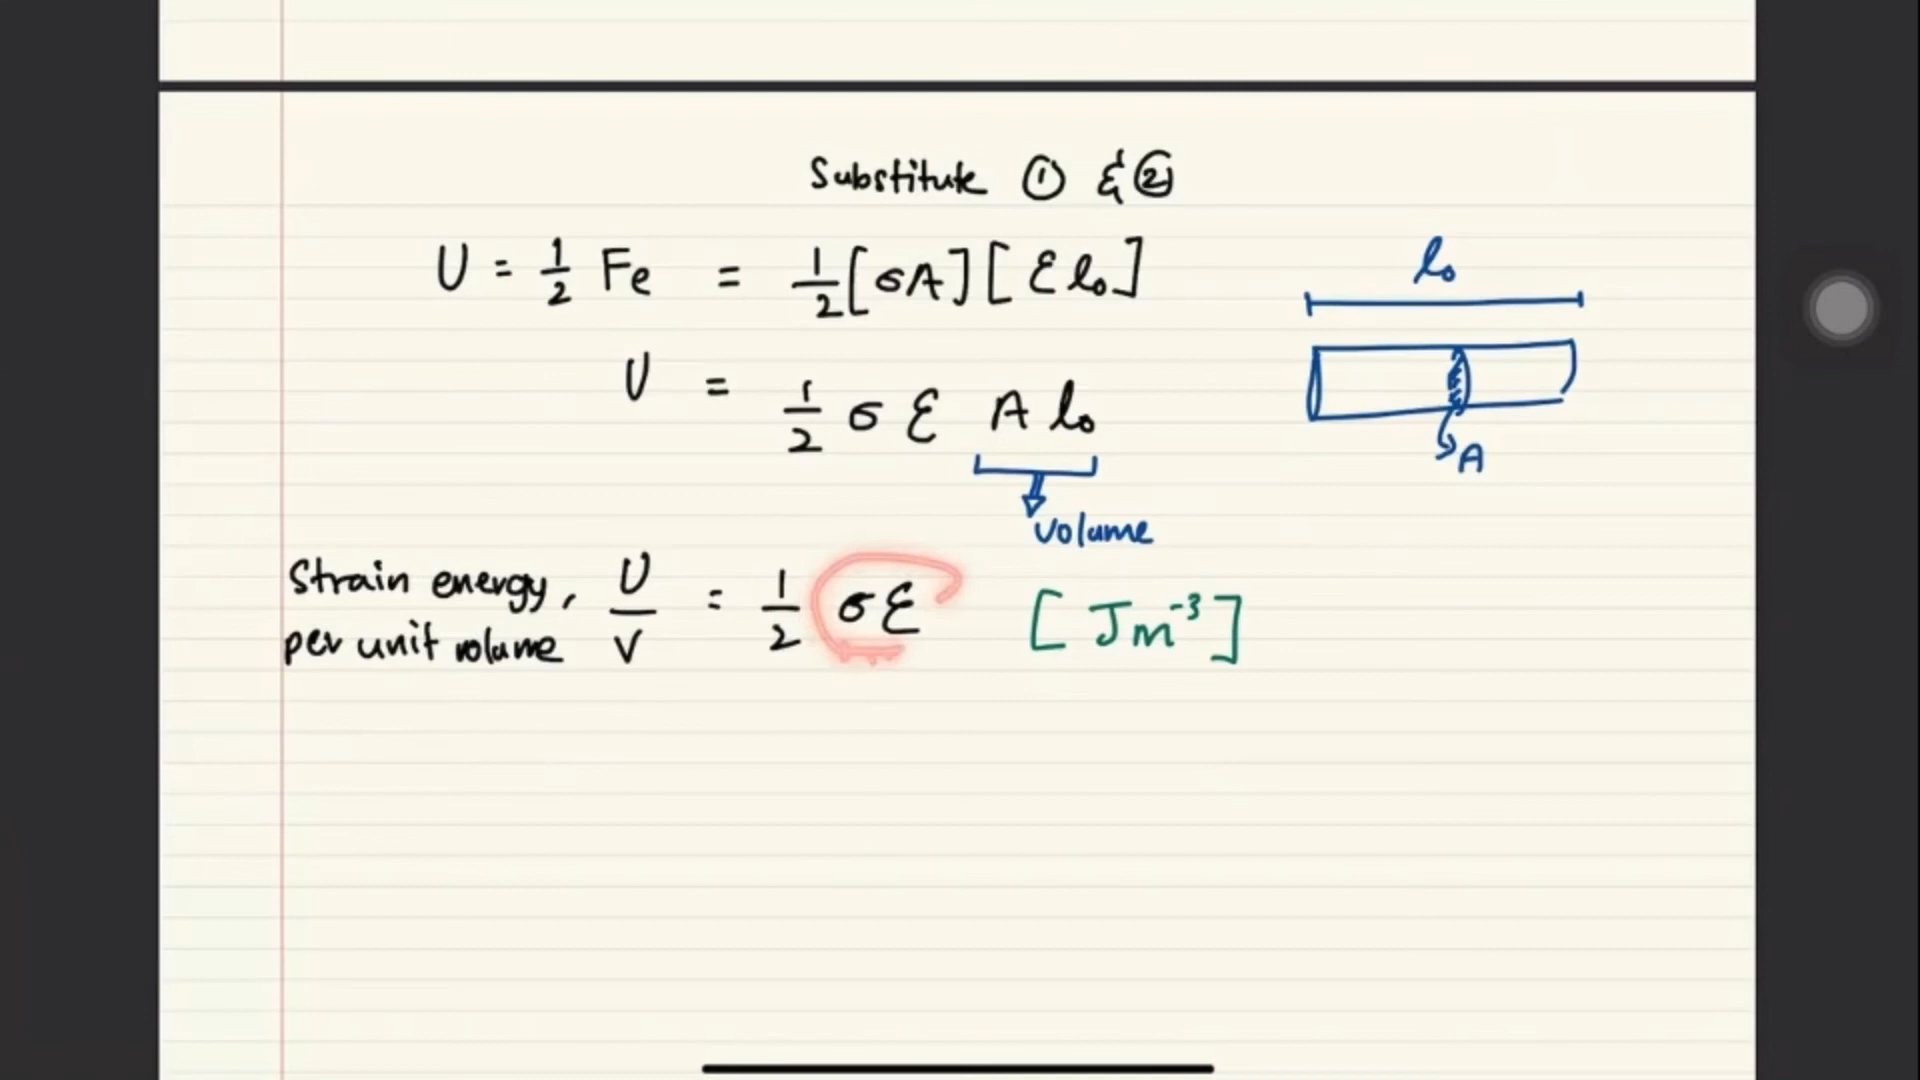 Substitute ① & ②
U = 1/2 Fe = 1/2 [σA][ε l₀]
l₀
U = 1/2 σ ε A l₀
A
volume
Strain energy, per unit volume U/V = 1/2 σε [Jm⁻³]